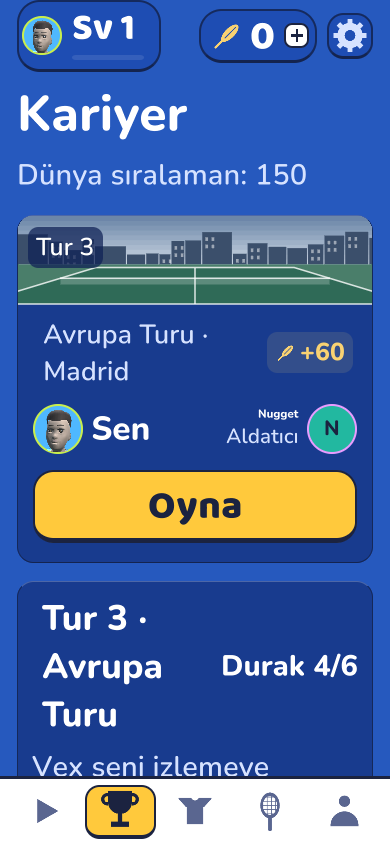 Sv 1
0
Kariyer
Dünya sıralaman: 150
Tur 3
Avrupa Turu ·
Madrid
+60
Sen
Nugget
Aldatıcı
N
Oyna
Tur 3 ·
Avrupa
Turu
Durak 4/6
Vex seni izlemeye